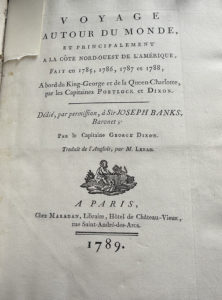 VOYAGE
AUTOUR DU MONDE,
ET PRINCIPALEMENT
A LA CÔTE NORD-OUEST DE L'AMÉRIQUE,
FAIT en 1785, 1786, 1787 et 1788,
A bord du King-George et de la Queen-Charlotte,
par les Capitaines PORTLOCK et DIXON.
Dédié, par permission, à Sir JOSEPH BANKS,
Baronet;
PAR le Capitaine GEORGE DIXON.
Traduit de l'Anglois, par M. LEBAS.
A PARIS,
Chez MARADAN, Libraire, Hôtel de Château-Vieux,
rue Saint-André-des-Arcs.
1789.